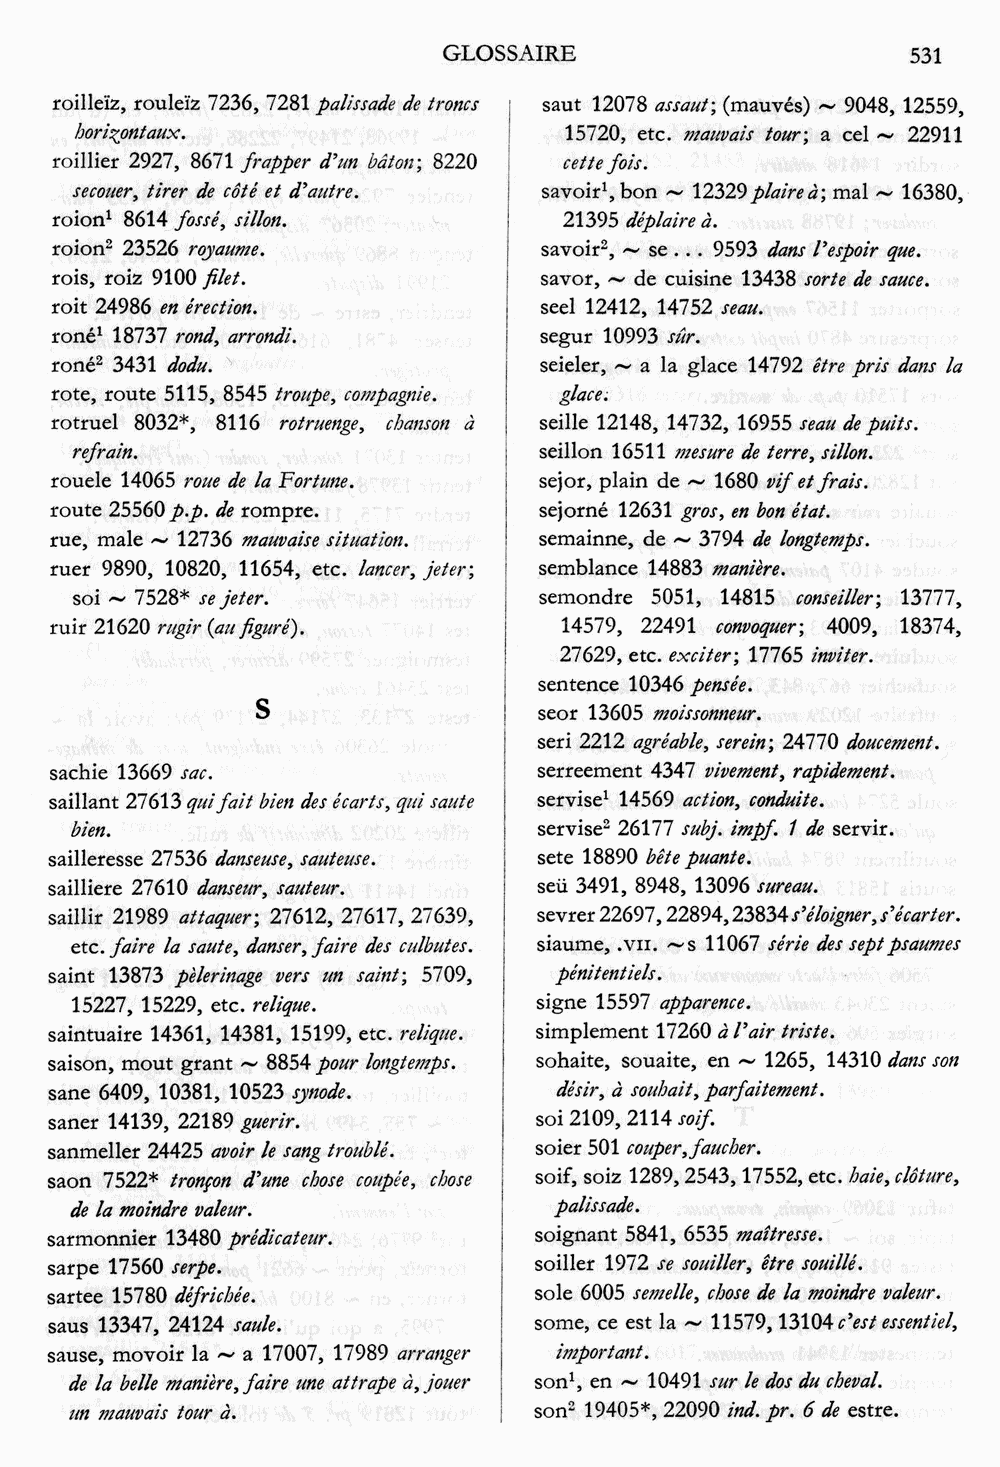 GLOSSAIRE 531
roilleïz, rouleïz 7236, 7281 palissade de troncs
horizontaux.
roillier 2927, 8671 frapper d'un bâton; 8220
secouer, tirer de côté et d'autre.
roion¹ 8614 fossé, sillon.
roion² 23526 royaume.
rois, roiz 9100 filet.
roit 24986 en érection.
roné¹ 18737 rond, arrondi.
roné² 3431 dodu.
rote, route 5115, 8545 troupe, compagnie.
rotruel 8032*, 8116 rotruenge, chanson à
refrain.
rouele 14065 roue de la Fortune.
route 25560 p.p. de rompre.
rue, male ~ 12736 mauvaise situation.
ruer 9890, 10820, 11654, etc. lancer, jeter;
soi ~ 7528* se jeter.
ruir 21620 rugir (au figuré).
S
sachie 13669 sac.
saillant 27613 qui fait bien des écarts, qui saute
bien.
sailleresse 27536 danseuse, sauteuse.
sailliere 27610 danseur, sauteur.
saillir 21989 attaquer; 27612, 27617, 27639,
etc. faire la saute, danser, faire des culbutes.
saint 13873 pèlerinage vers un saint; 5709,
15227, 15229, etc. relique.
saintuaire 14361, 14381, 15199, etc. relique.
saison, mout grant ~ 8854 pour longtemps.
sane 6409, 10381, 10523 synode.
saner 14139, 22189 guerir.
sanmeller 24425 avoir le sang troublé.
saon 7522* tronçon d'une chose coupée, chose
de la moindre valeur.
sarmonnier 13480 prédicateur.
sarpe 17560 serpe.
sartee 15780 défrichée.
saus 13347, 24124 saule.
sause, movoir la ~ a 17007, 17989 arranger
de la belle manière, faire une attrape à, jouer
un mauvais tour à.
saut 12078 assaut; (mauvés) ~ 9048, 12559,
15720, etc. mauvais tour; a cel ~ 22911
cette fois.
savoir¹, bon ~ 12329 plaire à; mal ~ 16380,
21395 déplaire à.
savoir², ~ se... 9593 dans l'espoir que.
savor, ~ de cuisine 13438 sorte de sauce.
seel 12412, 14752 seau.
segur 10993 sûr.
seieler, ~ a la glace 14792 être pris dans la
glace.
seille 12148, 14732, 16955 seau de puits.
seillon 16511 mesure de terre, sillon.
sejor, plain de ~ 1680 vif et frais.
sejorné 12631 gros, en bon état.
semainne, de ~ 3794 de longtemps.
semblance 14883 manière.
semondre 5051, 14815 conseiller; 13777,
14579, 22491 convoquer; 4009, 18374,
27629, etc. exciter; 17765 inviter.
sentence 10346 pensée.
seor 13605 moissonneur.
seri 2212 agréable, serein; 24770 doucement.
serreement 4347 vivement, rapidement.
servise¹ 14569 action, conduite.
servise² 26177 subj. impf. 1 de servir.
sete 18890 bête puante.
seü 3491, 8948, 13096 sureau.
sevrer 22697, 22894, 23834 s'éloigner, s'écarter.
siaume, .VII. ~s 11067 série des sept psaumes
pénitentiels.
signe 15597 apparence.
simplement 17260 à l'air triste.
sohaite, souaite, en ~ 1265, 14310 dans son
désir, à souhait, parfaitement.
soi 2109, 2114 soif.
soier 501 couper, faucher.
soif, soiz 1289, 2543, 17552, etc. haie, clôture,
palissade.
soignant 5841, 6535 maîtresse.
soiller 1972 se souiller, être souillé.
sole 6005 semelle, chose de la moindre valeur.
some, ce est la ~ 11579, 13104 c'est essentiel,
important.
son¹, en ~ 10491 sur le dos du cheval.
son² 19405*, 22090 ind. pr. 6 de estre.